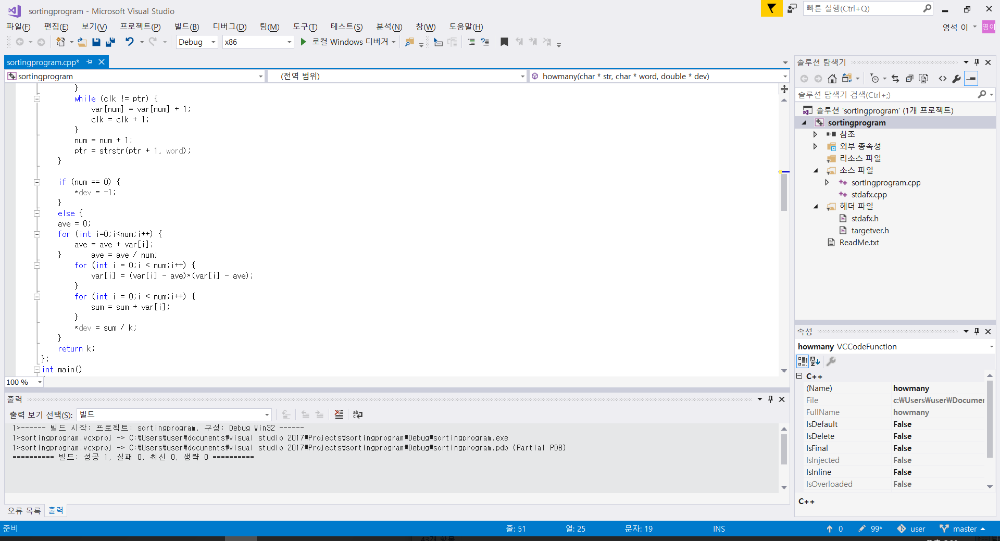 sortingprogram - Microsoft Visual Studio
빠른 실행(Ctrl+Q)
파일(F) 편집(E) 보기(V) 프로젝트(P) 빌드(B) 디버그(D) 팀(M) 도구(T) 테스트(S) 분석(N) 창(W) 도움말(H)
영석 이 영이
Debug x86 로컬 Windows 디버거
sortingprogram.cpp*
sortingprogram (전역 범위) howmany(char * str, char * word, double * dev)
}
while (clk != ptr) {
var[num] = var[num] + 1;
clk = clk + 1;
}
num = num + 1;
ptr = strstr(ptr + 1, word);
}
if (num == 0) {
*dev = -1;
}
else {
ave = 0;
for (int i=0;i<num;i++) {
ave = ave + var[i];
} ave = ave / num;
for (int i = 0;i < num;i++) {
var[i] = (var[i] - ave)*(var[i] - ave);
}
for (int i = 0;i < num;i++) {
sum = sum + var[i];
}
*dev = sum / k;
}
return k;
};
int main()
100 %
출력
출력 보기 선택(S): 빌드
1>------ 빌드 시작: 프로젝트: sortingprogram, 구성: Debug Win32 ------
1>sortingprogram.vcxproj -> C:₩Users₩user₩documents₩visual studio 2017₩Projects₩sortingprogram₩Debug₩sortingprogram.exe
1>sortingprogram.vcxproj -> C:₩Users₩user₩documents₩visual studio 2017₩Projects₩sortingprogram₩Debug₩sortingprogram.pdb (Partial PDB)
========== 빌드: 성공 1, 실패 0, 최신 0, 생략 0 ==========
오류 목록 출력
솔루션 탐색기
솔루션 탐색기 검색(Ctrl+;)
솔루션 'sortingprogram' (1개 프로젝트)
sortingprogram
참조
외부 종속성
리소스 파일
소스 파일
sortingprogram.cpp
stdafx.cpp
헤더 파일
stdafx.h
targetver.h
ReadMe.txt
속성
howmany VCCodeFunction
C++
(Name) howmany
File c:₩Users₩user₩Documer
FullName howmany
IsDefault False
IsDelete False
IsFinal False
IsInjected False
IsInline False
IsOverloaded False
C++
준비 줄: 51 열: 25 문자: 19 INS 0 99* user master